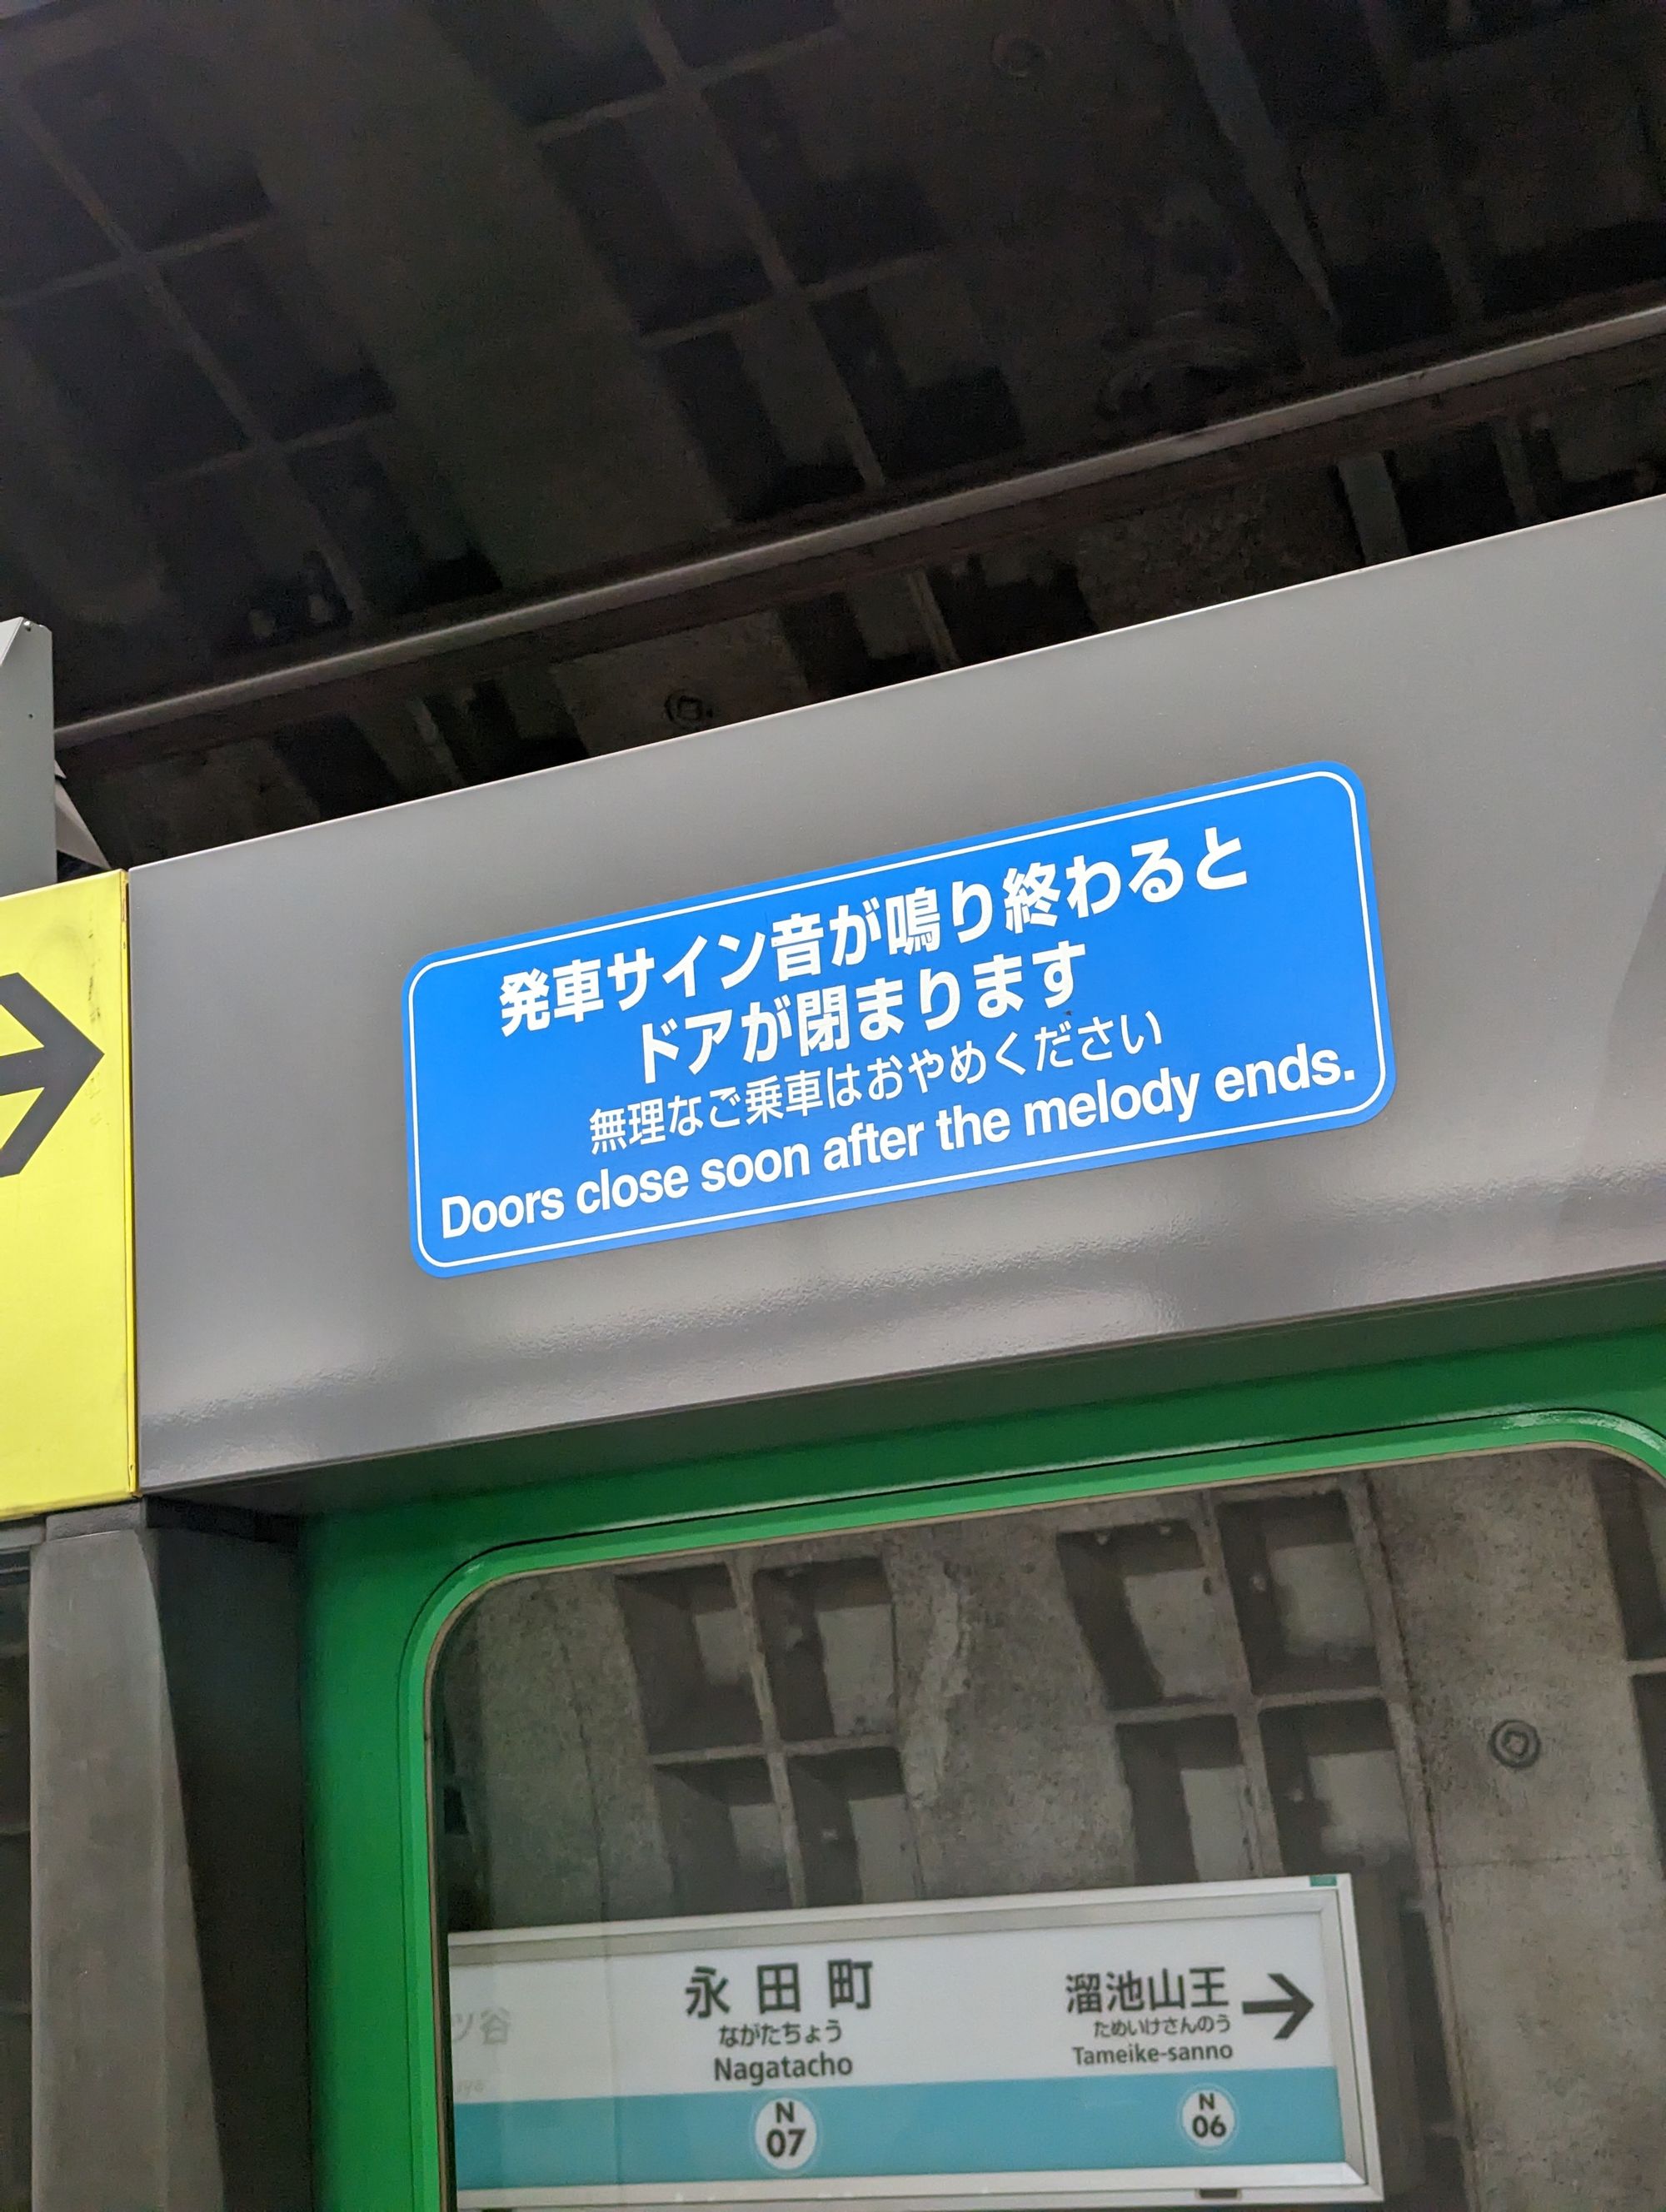 発車サイン音が鳴り終わると
ドアが閉まります
無理なご乗車はおやめください
Doors close soon after the melody ends.
永田町
ながたちょう
Nagatacho
N
07
溜池山王
ためいけさんのう
Tameike-sanno
N
06